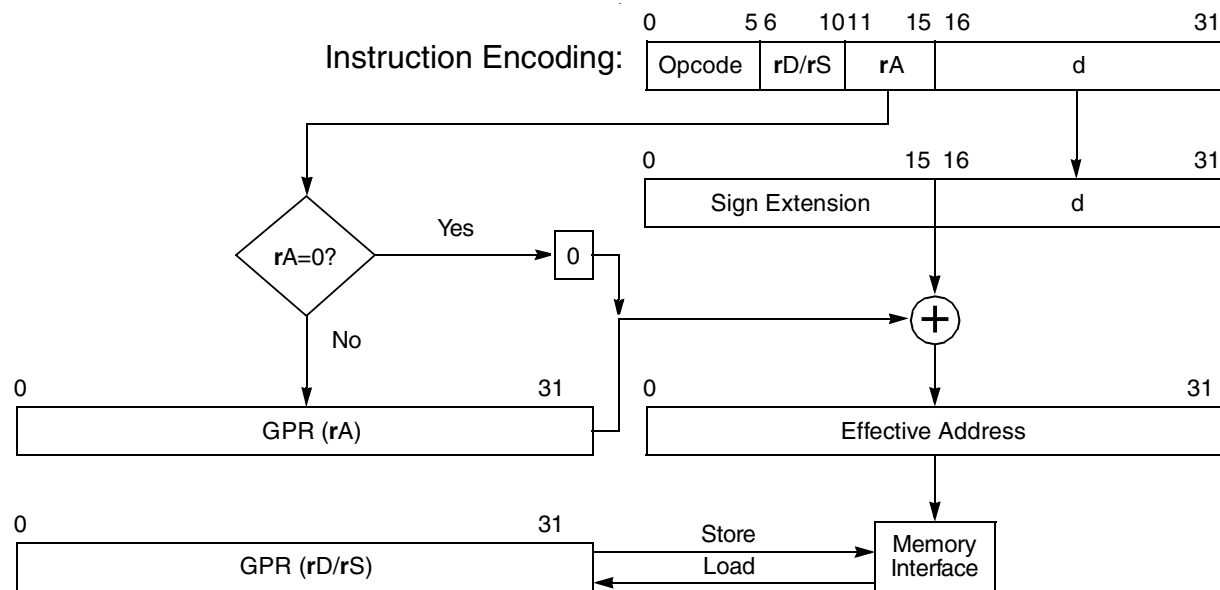 0 5 6 10 11 15 16 31
Instruction Encoding: Opcode rD/rS rA d
0 15 16 31
Sign Extension d
Yes
rA=0? 0
+
No
0 31 0 31
GPR (rA) Effective Address
0 31
Store
GPR (rD/rS) Memory
Load Interface